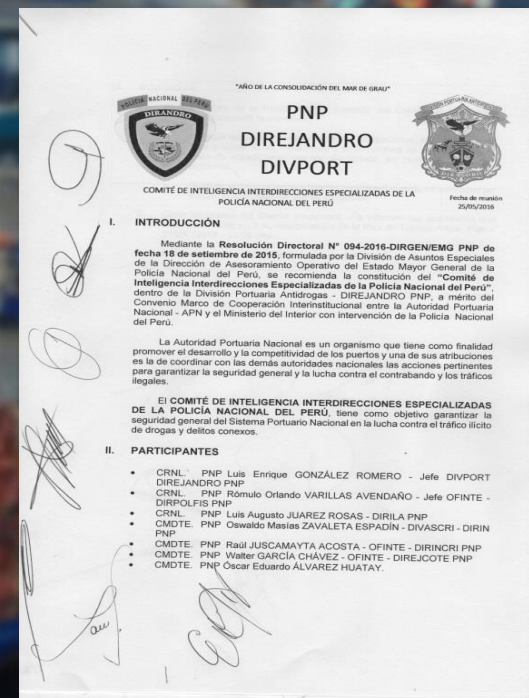 "AÑO DE LA CONSOLIDACIÓN DEL MAR DE GRAU"
POLICIA NACIONAL DEL PERÚ
DIRANDRO
PNP
DIREJANDRO
DIVPORT
COMITÉ DE INTELIGENCIA INTERDIRECCIONES ESPECIALIZADAS DE LA
POLICÍA NACIONAL DEL PERÚ
Fecha de reunión
25/05/2016
I. INTRODUCCIÓN
Mediante la Resolución Directoral N° 094-2016-DIRGEN/EMG PNP de
fecha 18 de setiembre de 2015, formulada por la División de Asuntos Especiales
de la Dirección de Asesoramiento Operativo del Estado Mayor General de la
Policía Nacional del Perú, se recomienda la constitución del "Comité de
Inteligencia Interdirecciones Especializadas de la Policía Nacional del Perú",
dentro de la División Portuaria Antidrogas - DIREJANDRO PNP, a mérito del
Convenio Marco de Cooperación Interinstitucional entre la Autoridad Portuaria
Nacional - APN y el Ministerio del Interior con intervención de la Policía Nacional
del Perú.
La Autoridad Portuaria Nacional es un organismo que tiene como finalidad
promover el desarrollo y la competitividad de los puertos y una de sus atribuciones
es la de coordinar con las demás autoridades nacionales las acciones pertinentes
para garantizar la seguridad general y la lucha contra el contrabando y los tráficos
ilegales.
El COMITÉ DE INTELIGENCIA INTERDIRECCIONES ESPECIALIZADAS
DE LA POLICÍA NACIONAL DEL PERÚ, tiene como objetivo garantizar la
seguridad general del Sistema Portuario Nacional en la lucha contra el tráfico ilícito
de drogas y delitos conexos.
II. PARTICIPANTES
• CRNL. PNP Luis Enrique GONZÁLEZ ROMERO - Jefe DIVPORT
DIREJANDRO PNP
• CRNL. PNP Rómulo Orlando VARILLAS AVENDAÑO - Jefe OFINTE -
DIRPOLFIS PNP
• CRNL. PNP Luis Augusto JUAREZ ROSAS - DIRILA PNP
• CMDTE. PNP Oswaldo Masías ZAVALETA ESPADÍN - DIVASCRI - DIRIN
PNP
• CMDTE. PNP Raúl JUSCAMAYTA ACOSTA - OFINTE - DIRINCRI PNP
• CMDTE. PNP Walter GARCÍA CHÁVEZ - OFINTE - DIREJCOTE PNP
• CMDTE. PNP Óscar Eduardo ÁLVAREZ HUATAY.